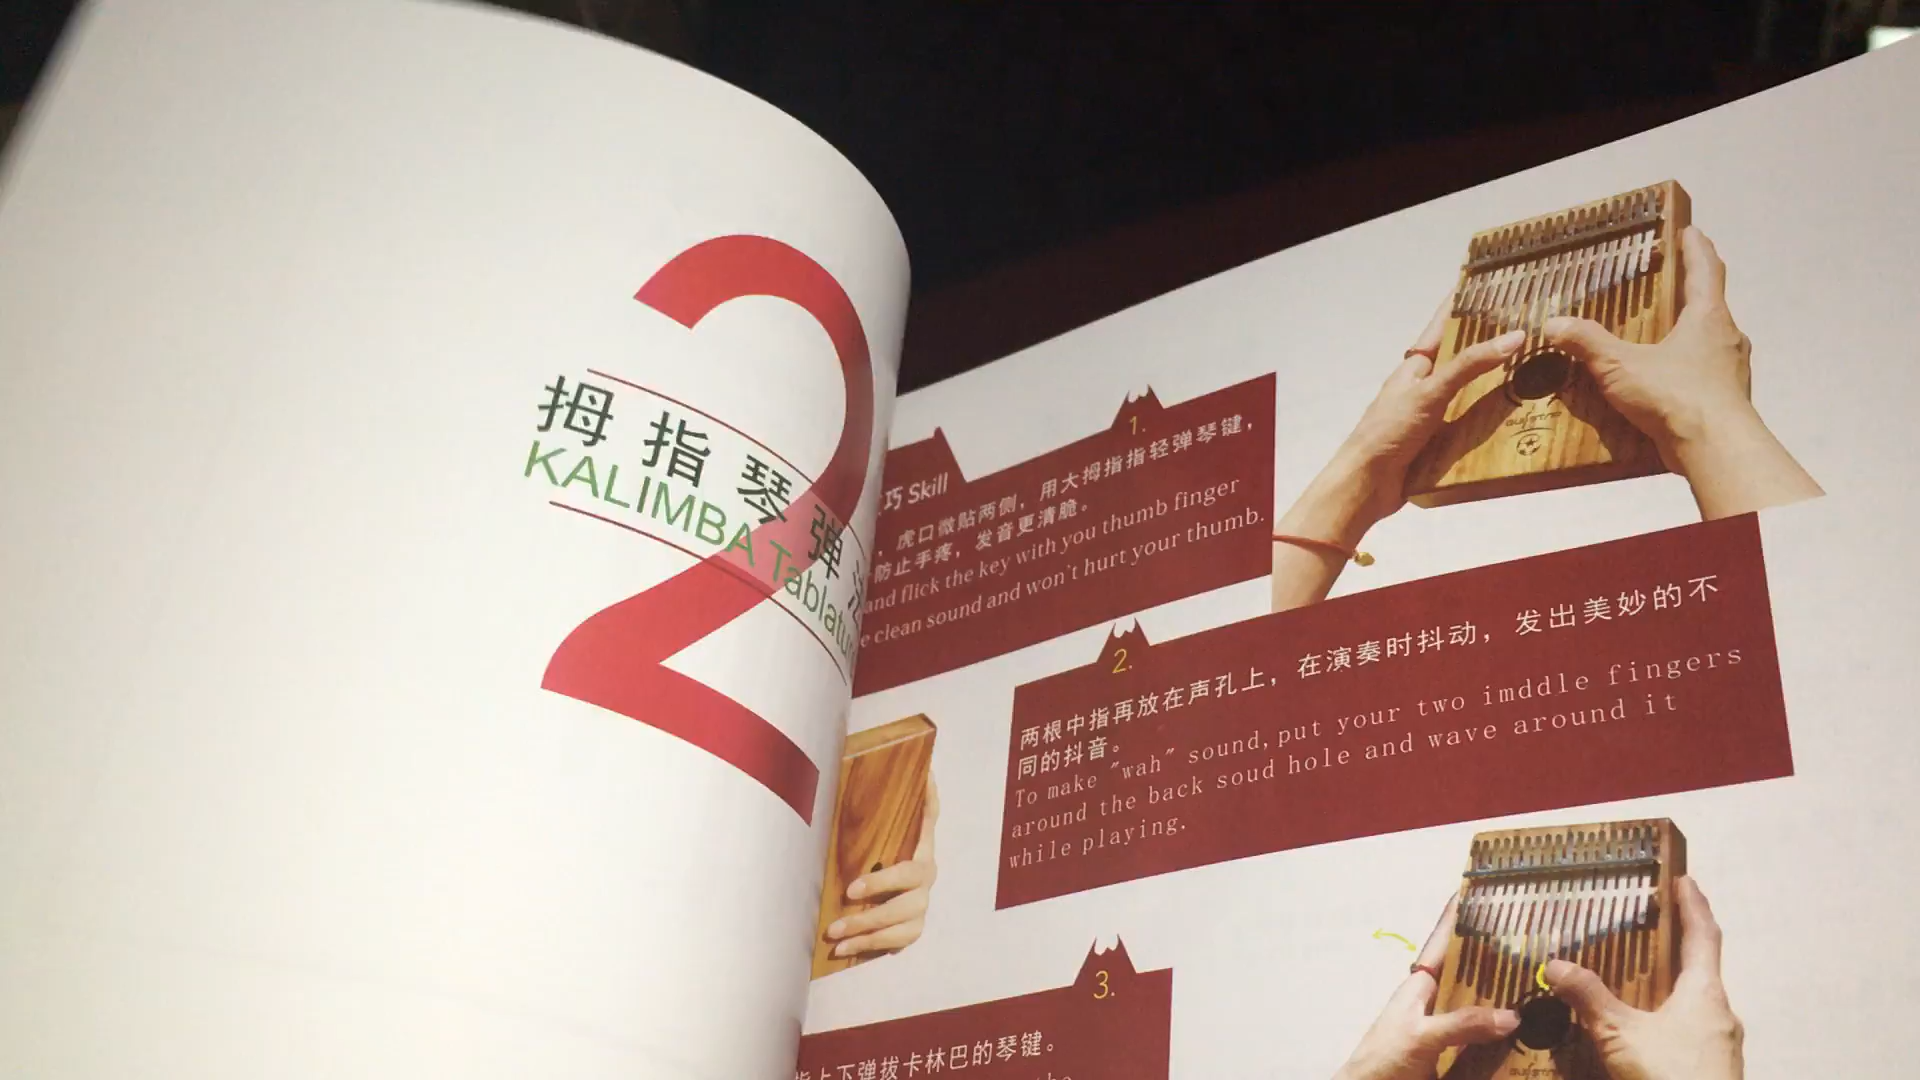 2
拇指琴弹
KALIMBA
巧 Skill
1.
，虎口微贴两侧，用大拇指指轻弹琴键，
防止手疼，发音更清脆。
and flick the key with you thumb finger
clean sound and won't hurt your thumb.
2.
两根中指再放在声孔上，在演奏时抖动，发出美妙的不
同的抖音。
To make "wah" sound, put your two imddle fingers
around the back soud hole and wave around it
while playing.
3.
上下弹拔卡林巴的琴键。